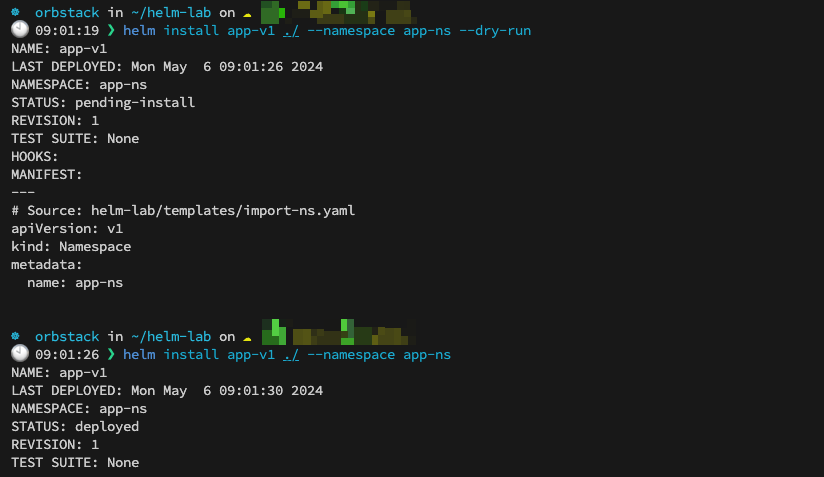 orbstack in ~/helm-lab on
09:01:19 ❯ helm install app-v1 ./ --namespace app-ns --dry-run
NAME: app-v1
LAST DEPLOYED: Mon May  6 09:01:26 2024
NAMESPACE: app-ns
STATUS: pending-install
REVISION: 1
TEST SUITE: None
HOOKS:
MANIFEST:
---
# Source: helm-lab/templates/import-ns.yaml
apiVersion: v1
kind: Namespace
metadata:
  name: app-ns
orbstack in ~/helm-lab on
09:01:26 ❯ helm install app-v1 ./ --namespace app-ns
NAME: app-v1
LAST DEPLOYED: Mon May  6 09:01:30 2024
NAMESPACE: app-ns
STATUS: deployed
REVISION: 1
TEST SUITE: None